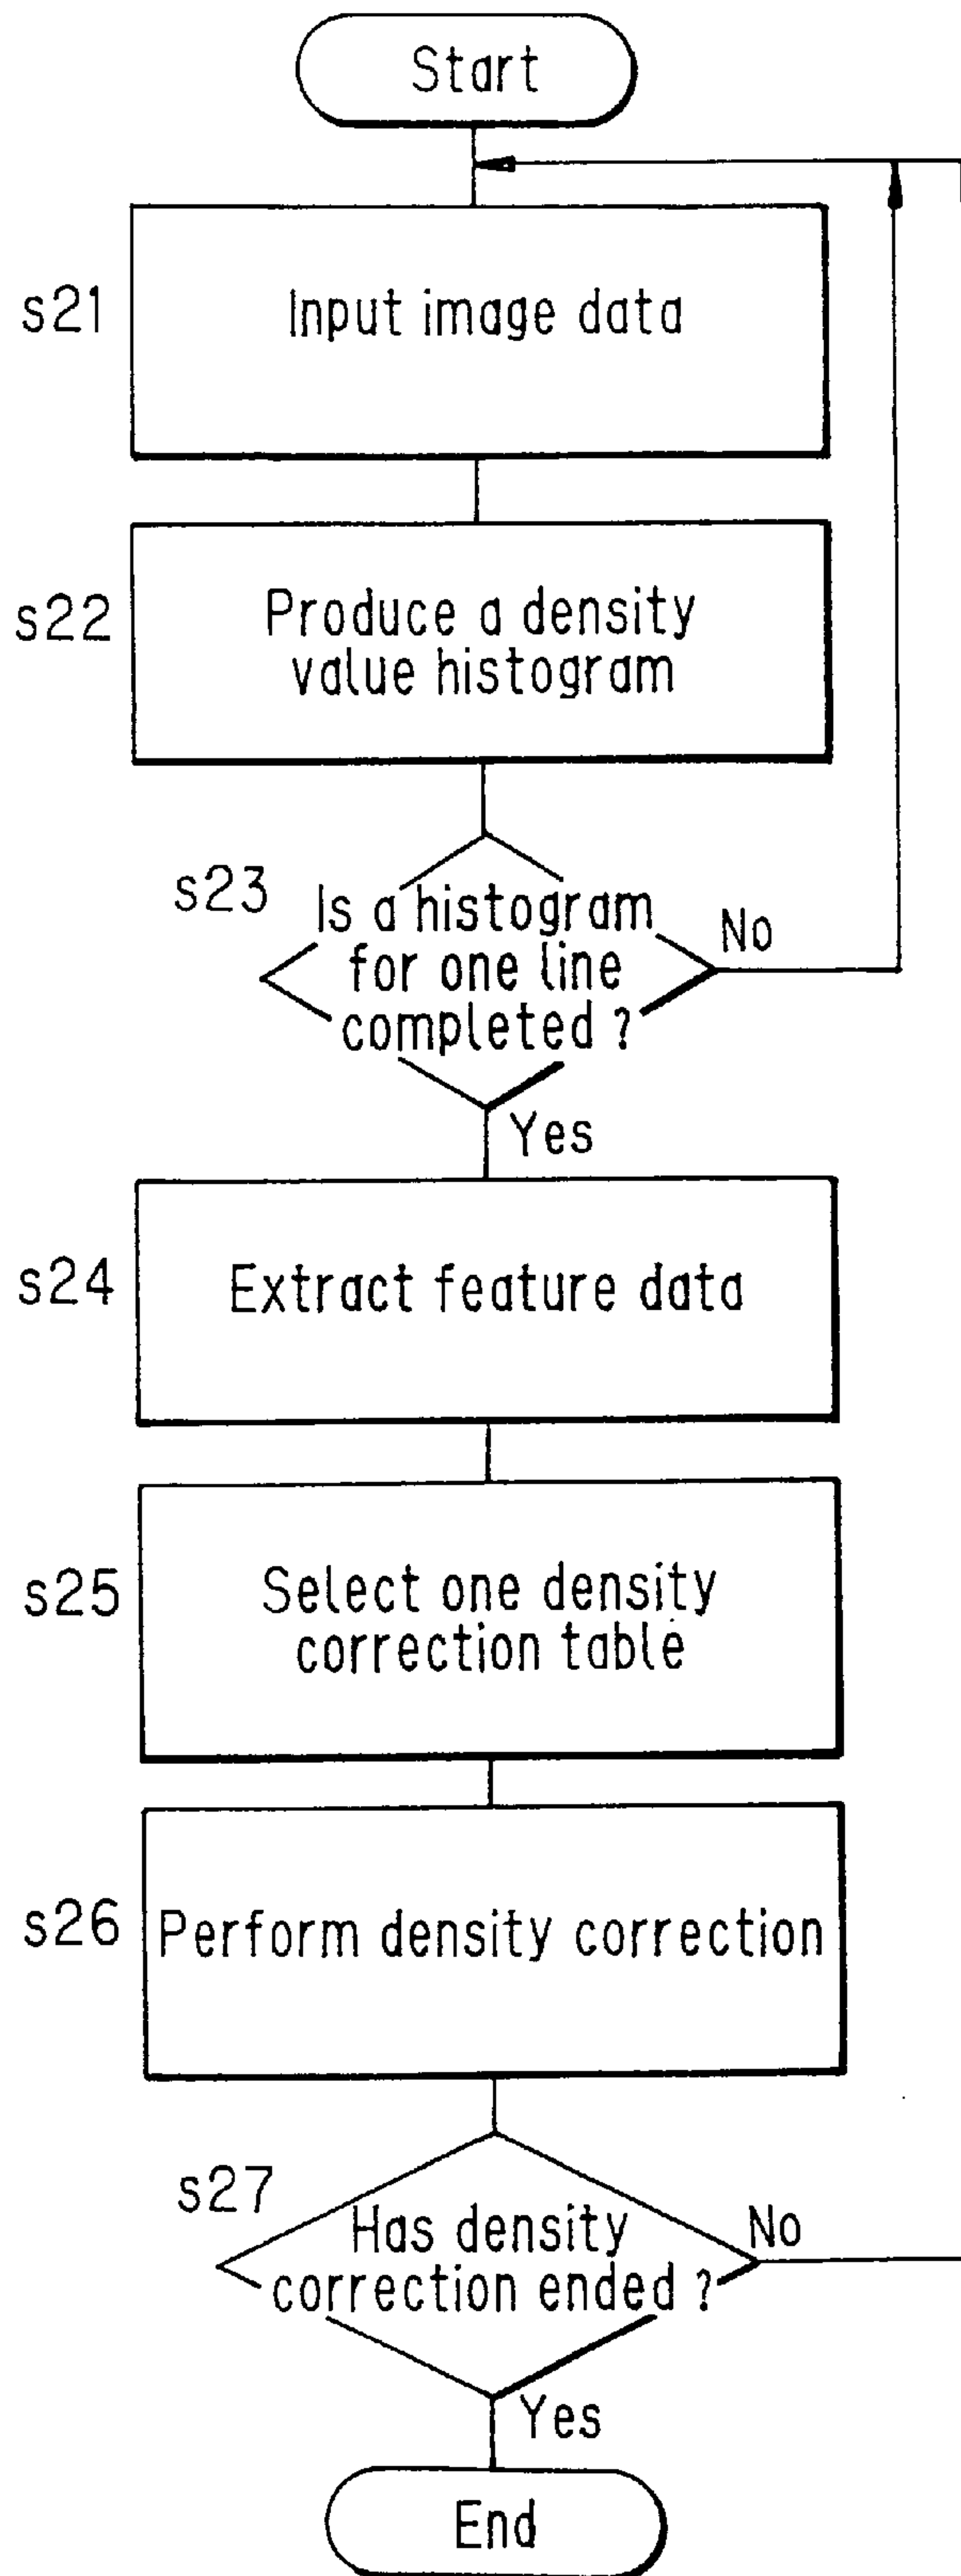 Start
s21
Input image data
s22
Produce a density
value histogram
s23
Is a histogram
for one line
completed ?
No
Yes
s24
Extract feature data
s25
Select one density
correction table
s26
Perform density correction
s27
Has density
correction ended ?
No
Yes
End